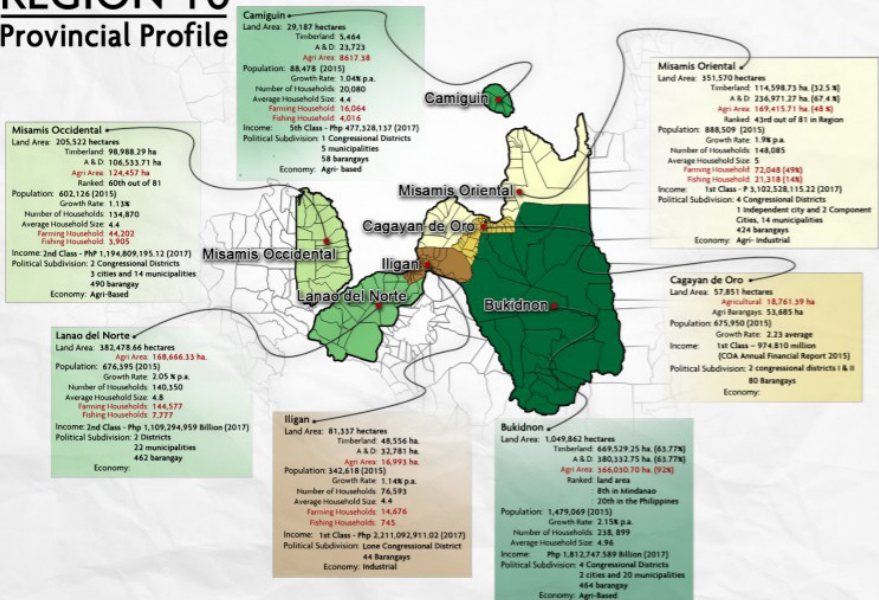 REGION 10
Provincial Profile
Camiguin
Land Area: 29,187 hectares
Timberland: 5,464
A & D: 23,723
Agri Area: 8617.38
Population: 88,478 (2015)
Growth Rate: 1.04% p.a.
Number of Households: 20,080
Average Household Size: 4.4
Farming Household: 16,064
Fishing Household: 4,016
Income: 5th Class - Php 477,328,137 (2017)
Political Subdivision: 1 Congressional Districts
5 municipalities
58 barangays
Economy: Agri- based
Misamis Oriental
Land Area: 351,570 hectares
Timberland: 114,598.73 ha. (32.5 %)
A & D: 236,971.27 ha. (67.4 %)
Agri Area: 169,415.71 ha. (48 %)
Ranked: 43rd out of 81 in Region
Population: 888,509 (2015)
Growth Rate: 1.9% p.a.
Number of Households: 148,085
Average Household Size: 5
Farming Household: 72,048 (49%)
Fishing Household: 21,318 (14%)
Income: 1st Class - P 3,102,528,115.22 (2017)
Political Subdivision: 4 Congressional Districts
1 Independent city and 2 Component
Cities, 14 municipalities
424 barangays
Economy: Agri- Industrial
Misamis Occidental
Land Area: 205,522 hectares
Timberland: 98,988.29 ha
A & D: 106,533.71 ha
Agri Area: 124,457 ha
Ranked: 60th out of 81
Population: 602,126 (2015)
Growth Rate: 1.13%
Number of Households: 134,870
Average Household Size: 4.4
Farming Household: 44,202
Fishing Household: 3,905
Income: 2nd Class - PhP 1,194,809,195.12 (2017)
Political Subdivision: 2 Congressional Districts
3 cities and 14 municipalities
490 barangay
Economy: Agri-Based
Camiguin
Misamis Oriental
Cagayan de Oro
Misamis Occidental
Iligan
Lanao del Norte
Bukidnon
Cagayan de Oro
Land Area: 57,851 hectares
Agricultural: 18,761.39 ha
Agri Barangays: 53,685 ha
Population: 675,950 (2015)
Growth Rate: 2.23 average
Income: 1st Class – 974.810 million
(COA Annual Financial Report 2015)
Political Subdivision: 2 congressional districts I & II
80 Barangays
Economy:
Lanao del Norte
Land Area: 382,478.66 hectares
Agri Area: 168,666.33 ha.
Population: 676,395 (2015)
Growth Rate: 2.05 % p.a.
Number of Households: 140,350
Average Household Size: 4.8
Farming Households: 144,577
Fishing Households: 7,777
Income: 2nd Class - Php 1,109,294,959 Billion (2017)
Political Subdivision: 2 Districts
22 municipalities
462 barangay
Economy:
Iligan
Land Area: 81,337 hectares
Timberland: 48,556 ha.
A & D: 32,781 ha.
Agri Area: 16,993 ha.
Population: 342,618 (2015)
Growth Rate: 1.14% p.a.
Number of Households: 76,593
Average Household Size: 4.4
Farming Households: 14,676
Fishing Households: 745
Income: 1st Class - Php 2,211,092,911.02 (2017)
Political Subdivision: Lone Congressional District
44 Barangays
Economy: Industrial
Bukidnon
Land Area: 1,049,862 hectares
Timberland: 669,529.25 ha. (63.77%)
A & D: 380,332.75 ha. (63.77%)
Agri Area: 366,030.70 ha. (92%)
Ranked: land area
: 8th in Mindanao
: 20th in the Philippines
Population: 1,479,069 (2015)
Growth Rate: 2.15% p.a.
Number of Households: 238, 899
Average Household Size: 4.96
Income: Php 1,812,747.589 Billion (2017)
Political Subdivision: 4 Congressional Districts
2 cities and 20 municipalities
464 barangay
Economy: Agri-Based